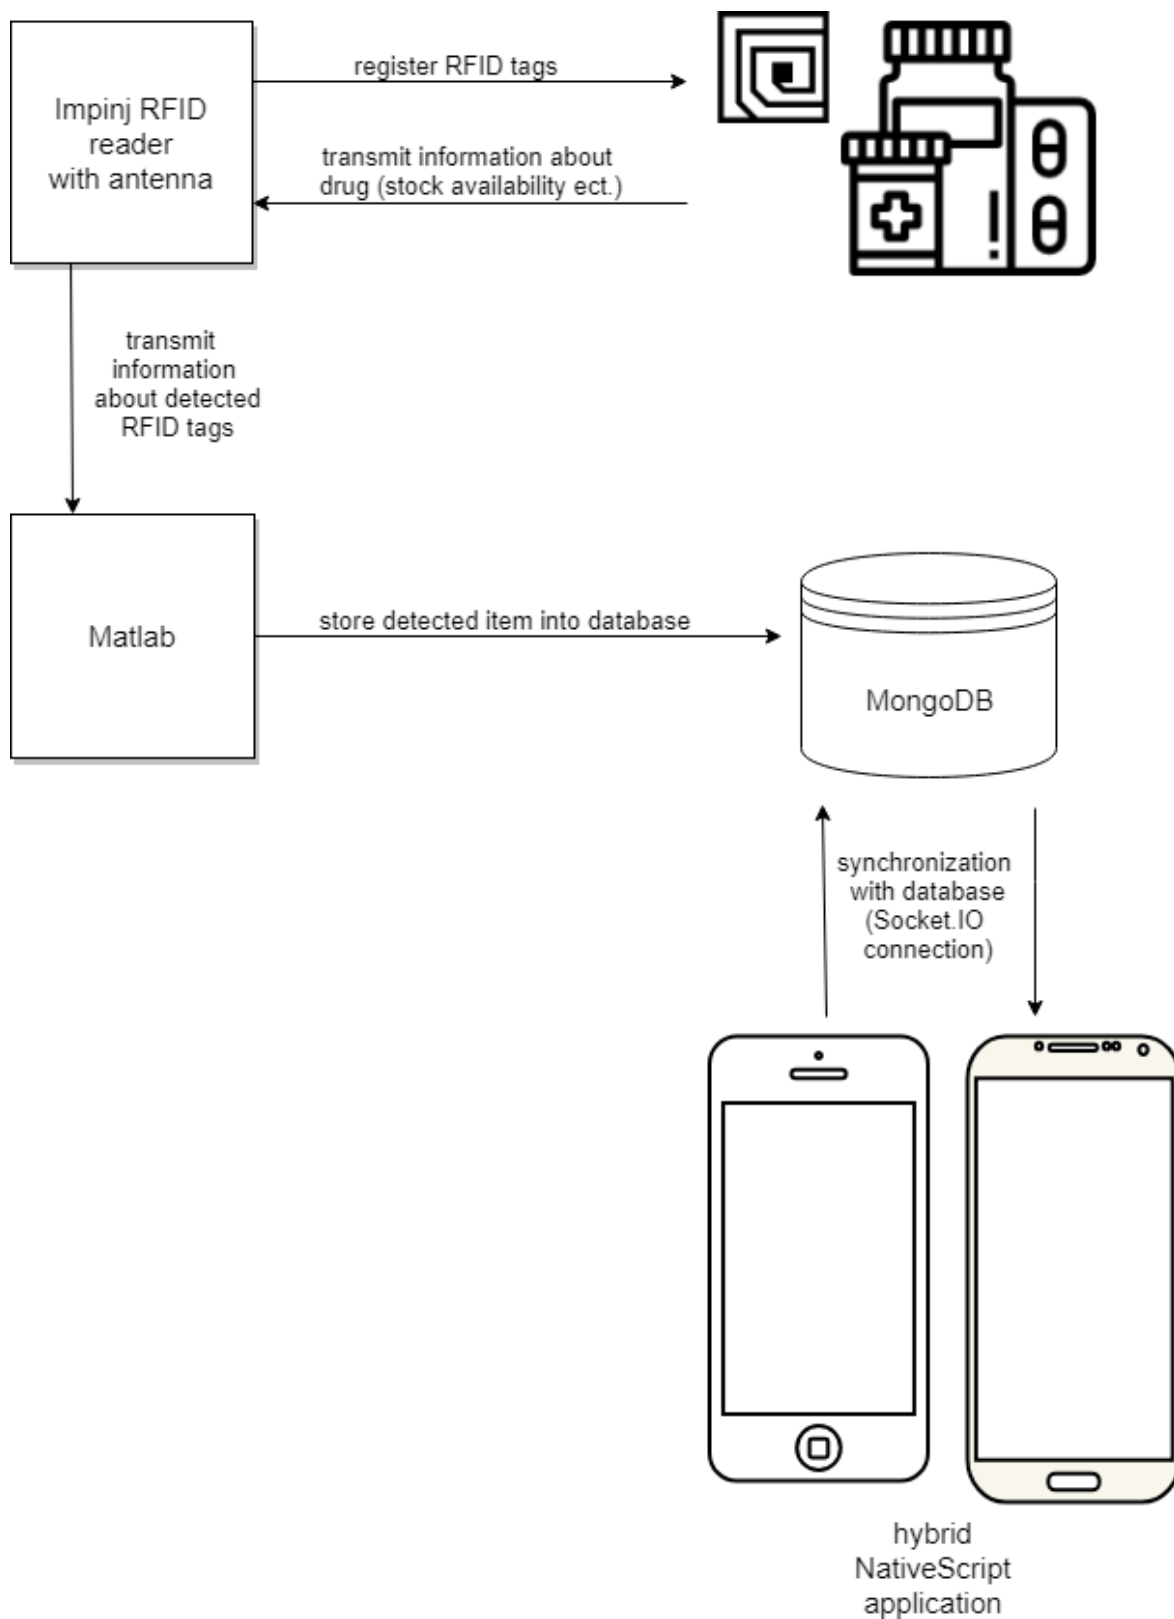 Impinj RFID
reader
with antenna
register RFID tags
transmit information about
drug (stock availability ect.)
transmit
information
about detected
RFID tags
Matlab
store detected item into database
MongoDB
synchronization
with database
(Socket.IO
connection)
hybrid
NativeScript
application